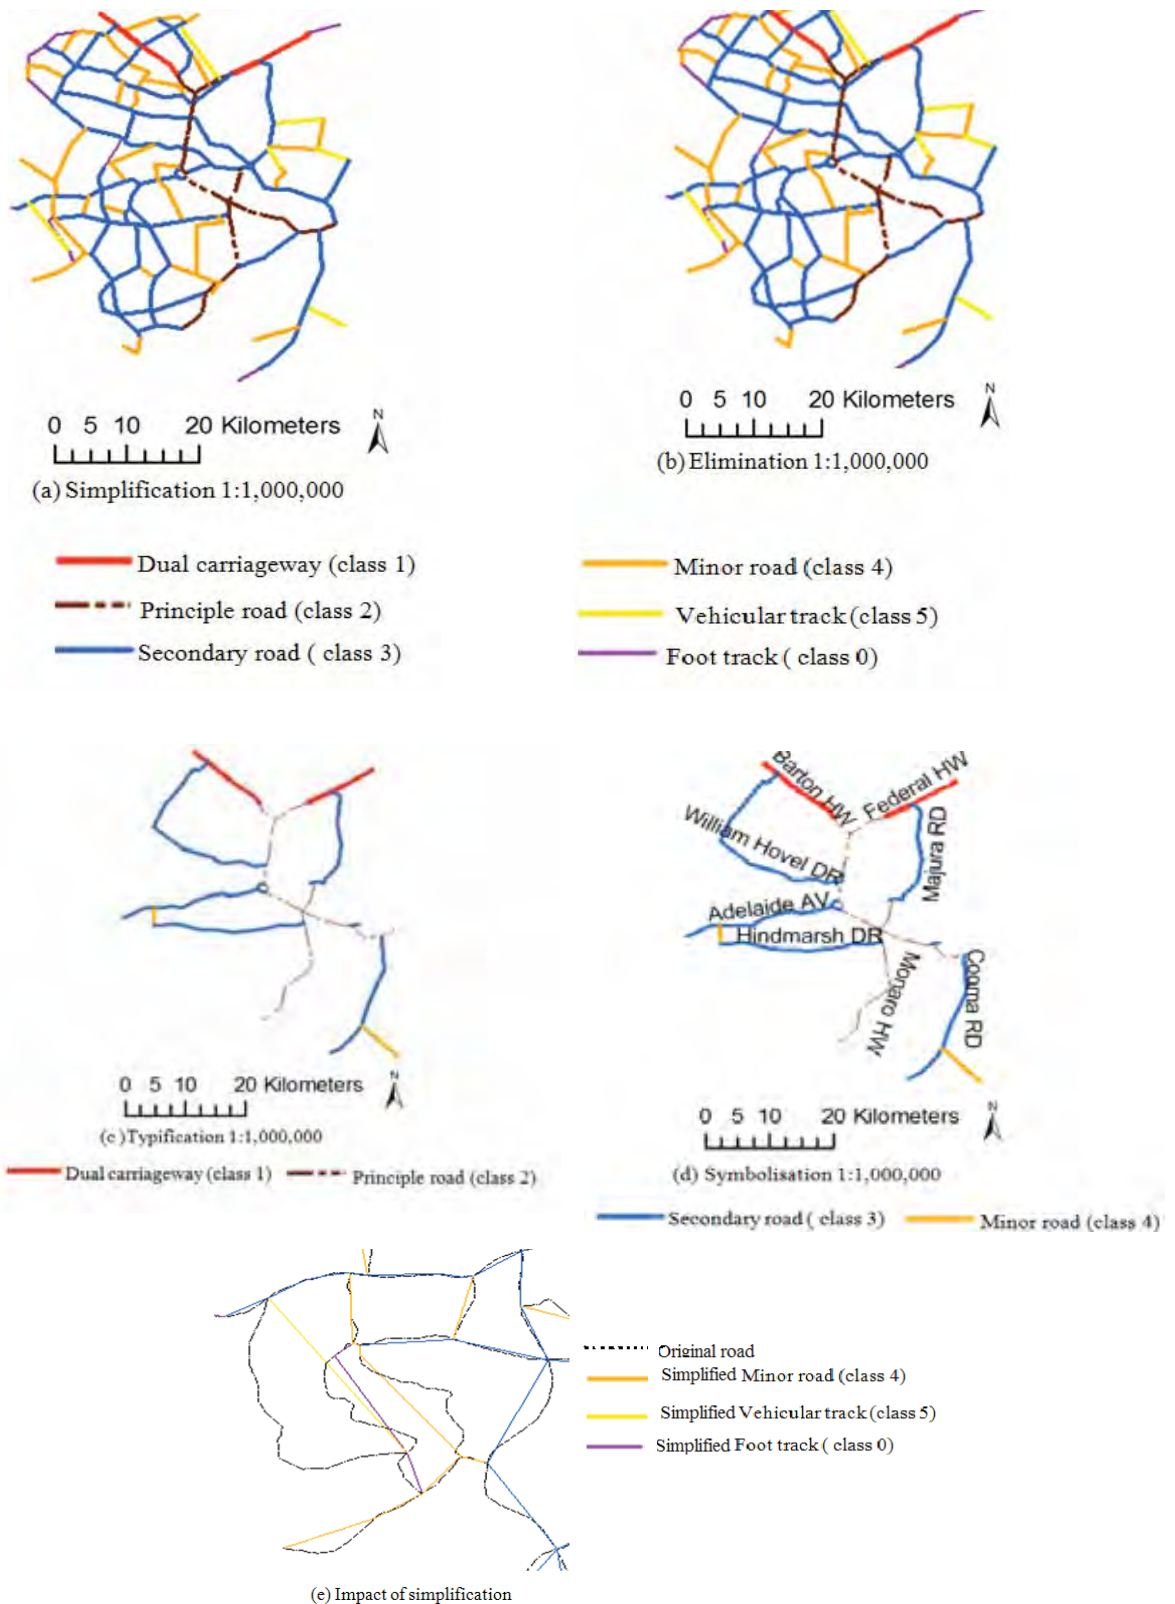 0 5 10 20 Kilometers
N
(a) Simplification 1:1,000,000
0 5 10 20 Kilometers
N
(b) Elimination 1:1,000,000
Dual carriageway (class 1)
Principle road (class 2)
Secondary road ( class 3)
Minor road (class 4)
Vehicular track (class 5)
Foot track ( class 0)
0 5 10 20 Kilometers
N
(c )Typification 1:1,000,000
Dual carriageway (class 1)
Principle road (class 2)
Barton HW
Federal HW
William Hovel DR
Majura RD
Adelaide AV
Hindmarsh DR
Monaro HW
Cooma RD
0 5 10 20 Kilometers
N
(d) Symbolisation 1:1,000,000
Secondary road ( class 3)
Minor road (class 4)
Original road
Simplified Minor road (class 4)
Simplified Vehicular track (class 5)
Simplified Foot track ( class 0)
(e) Impact of simplification